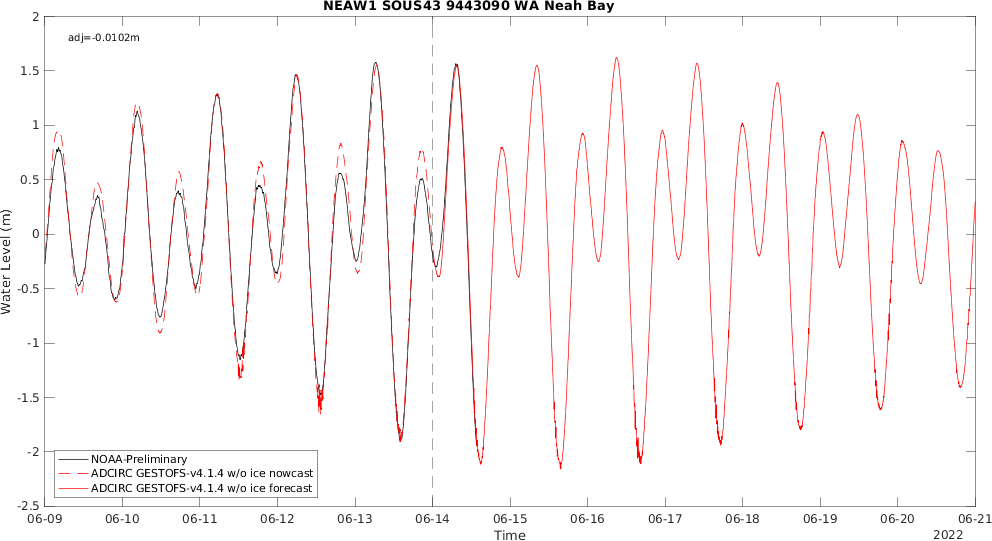 NEAW1 SOUS43 9443090 WA Neah Bay
adj=-0.0102m
2
1.5
1
0.5
0
-0.5
-1
-1.5
-2
-2.5
Water Level (m)
NOAA-Preliminary
ADCIRC GESTOFS-v4.1.4 w/o ice nowcast
ADCIRC GESTOFS-v4.1.4 w/o ice forecast
06-09 06-10 06-11 06-12 06-13 06-14 06-15 06-16 06-17 06-18 06-19 06-20 06-21
Time
2022